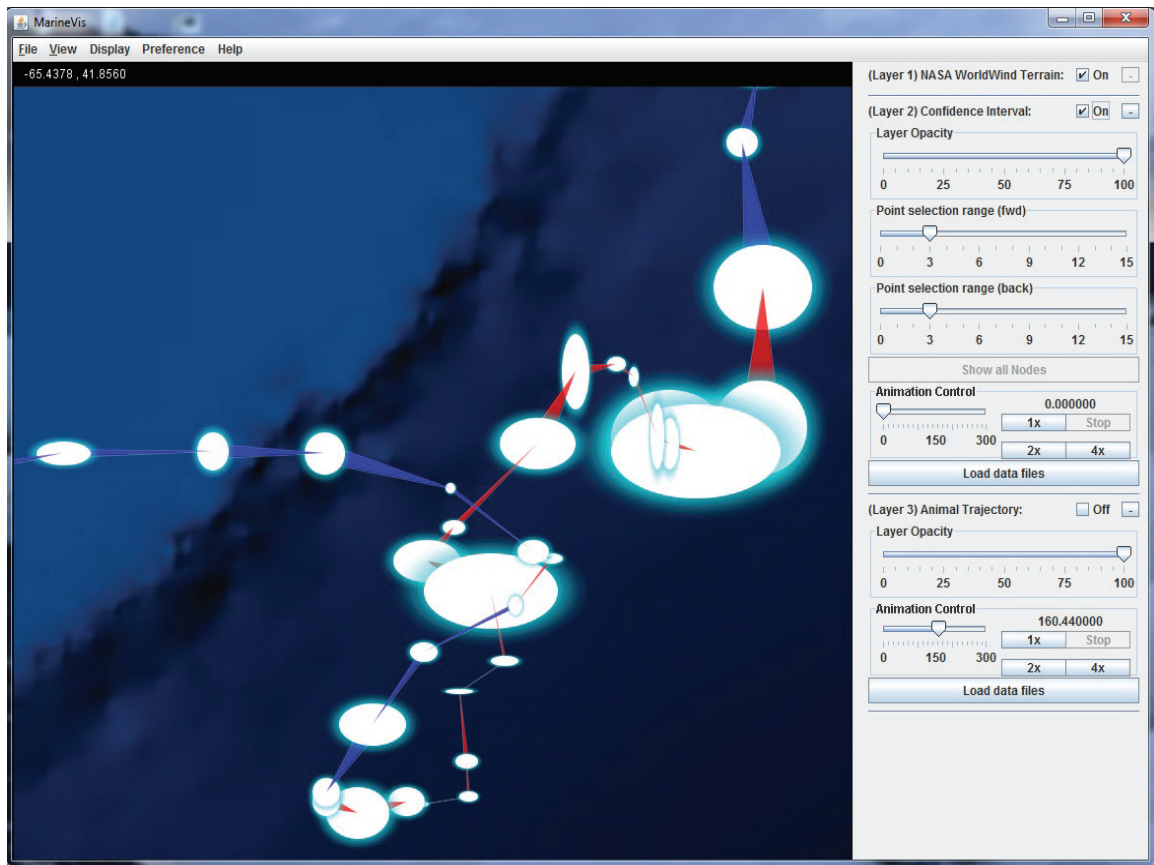 MarineVis
File View Display Preference Help
-65.4378 , 41.8560
(Layer 1) NASA WorldWind Terrain: On -
(Layer 2) Confidence Interval: On -
Layer Opacity
0 25 50 75 100
Point selection range (fwd)
0 3 6 9 12 15
Point selection range (back)
0 3 6 9 12 15
Show all Nodes
Animation Control
0.000000
1x Stop
0 150 300
2x 4x
Load data files
(Layer 3) Animal Trajectory: Off -
Layer Opacity
0 25 50 75 100
Animation Control
160.440000
1x Stop
0 150 300
2x 4x
Load data files